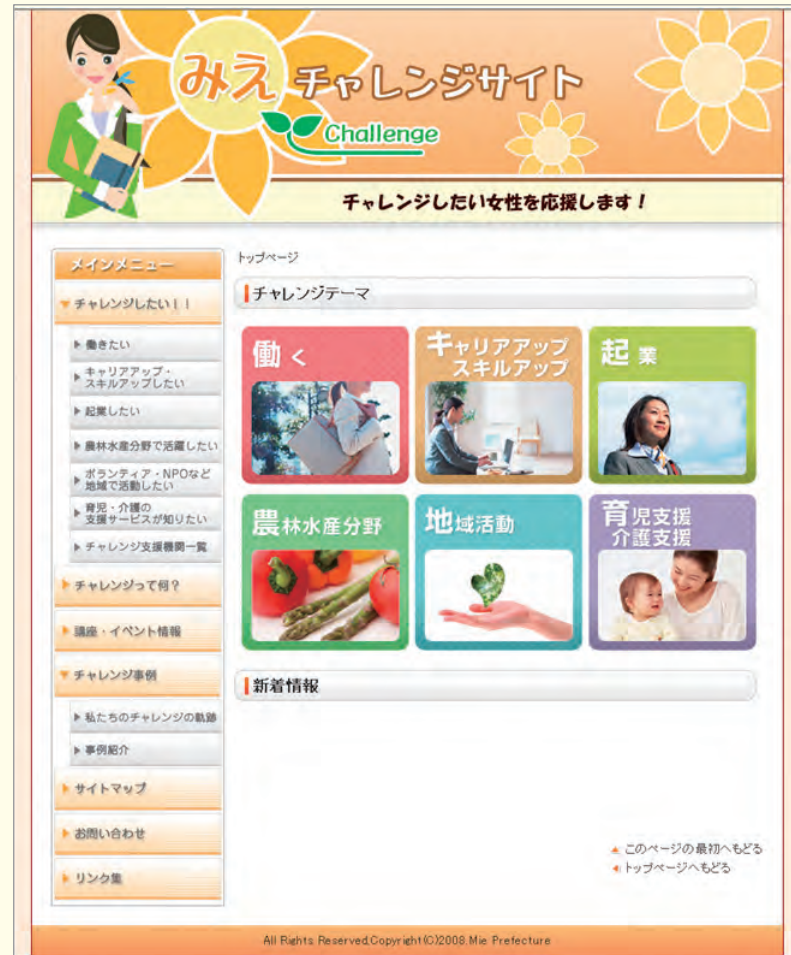 みえ チャレンジサイト
Challenge
チャレンジしたい女性を応援します！
メインメニュー
チャレンジしたい！！
働きたい
キャリアアップ・
スキルアップしたい
起業したい
農林水産分野で活躍したい
ボランティア・NPOなど
地域で活動したい
育児・介護の
支援サービスが知りたい
チャレンジ支援機関一覧
チャレンジって何？
講座・イベント情報
チャレンジ事例
私たちのチャレンジの軌跡
事例紹介
サイトマップ
お問い合わせ
リンク集
トップページ
チャレンジテーマ
働く
キャリアアップ
スキルアップ
起業
農林水産分野
地域活動
育児支援
介護支援
新着情報
このページの最初へもどる
トップページへもどる
All Rights Reserved,Copyright(C)2008,Mie Prefecture